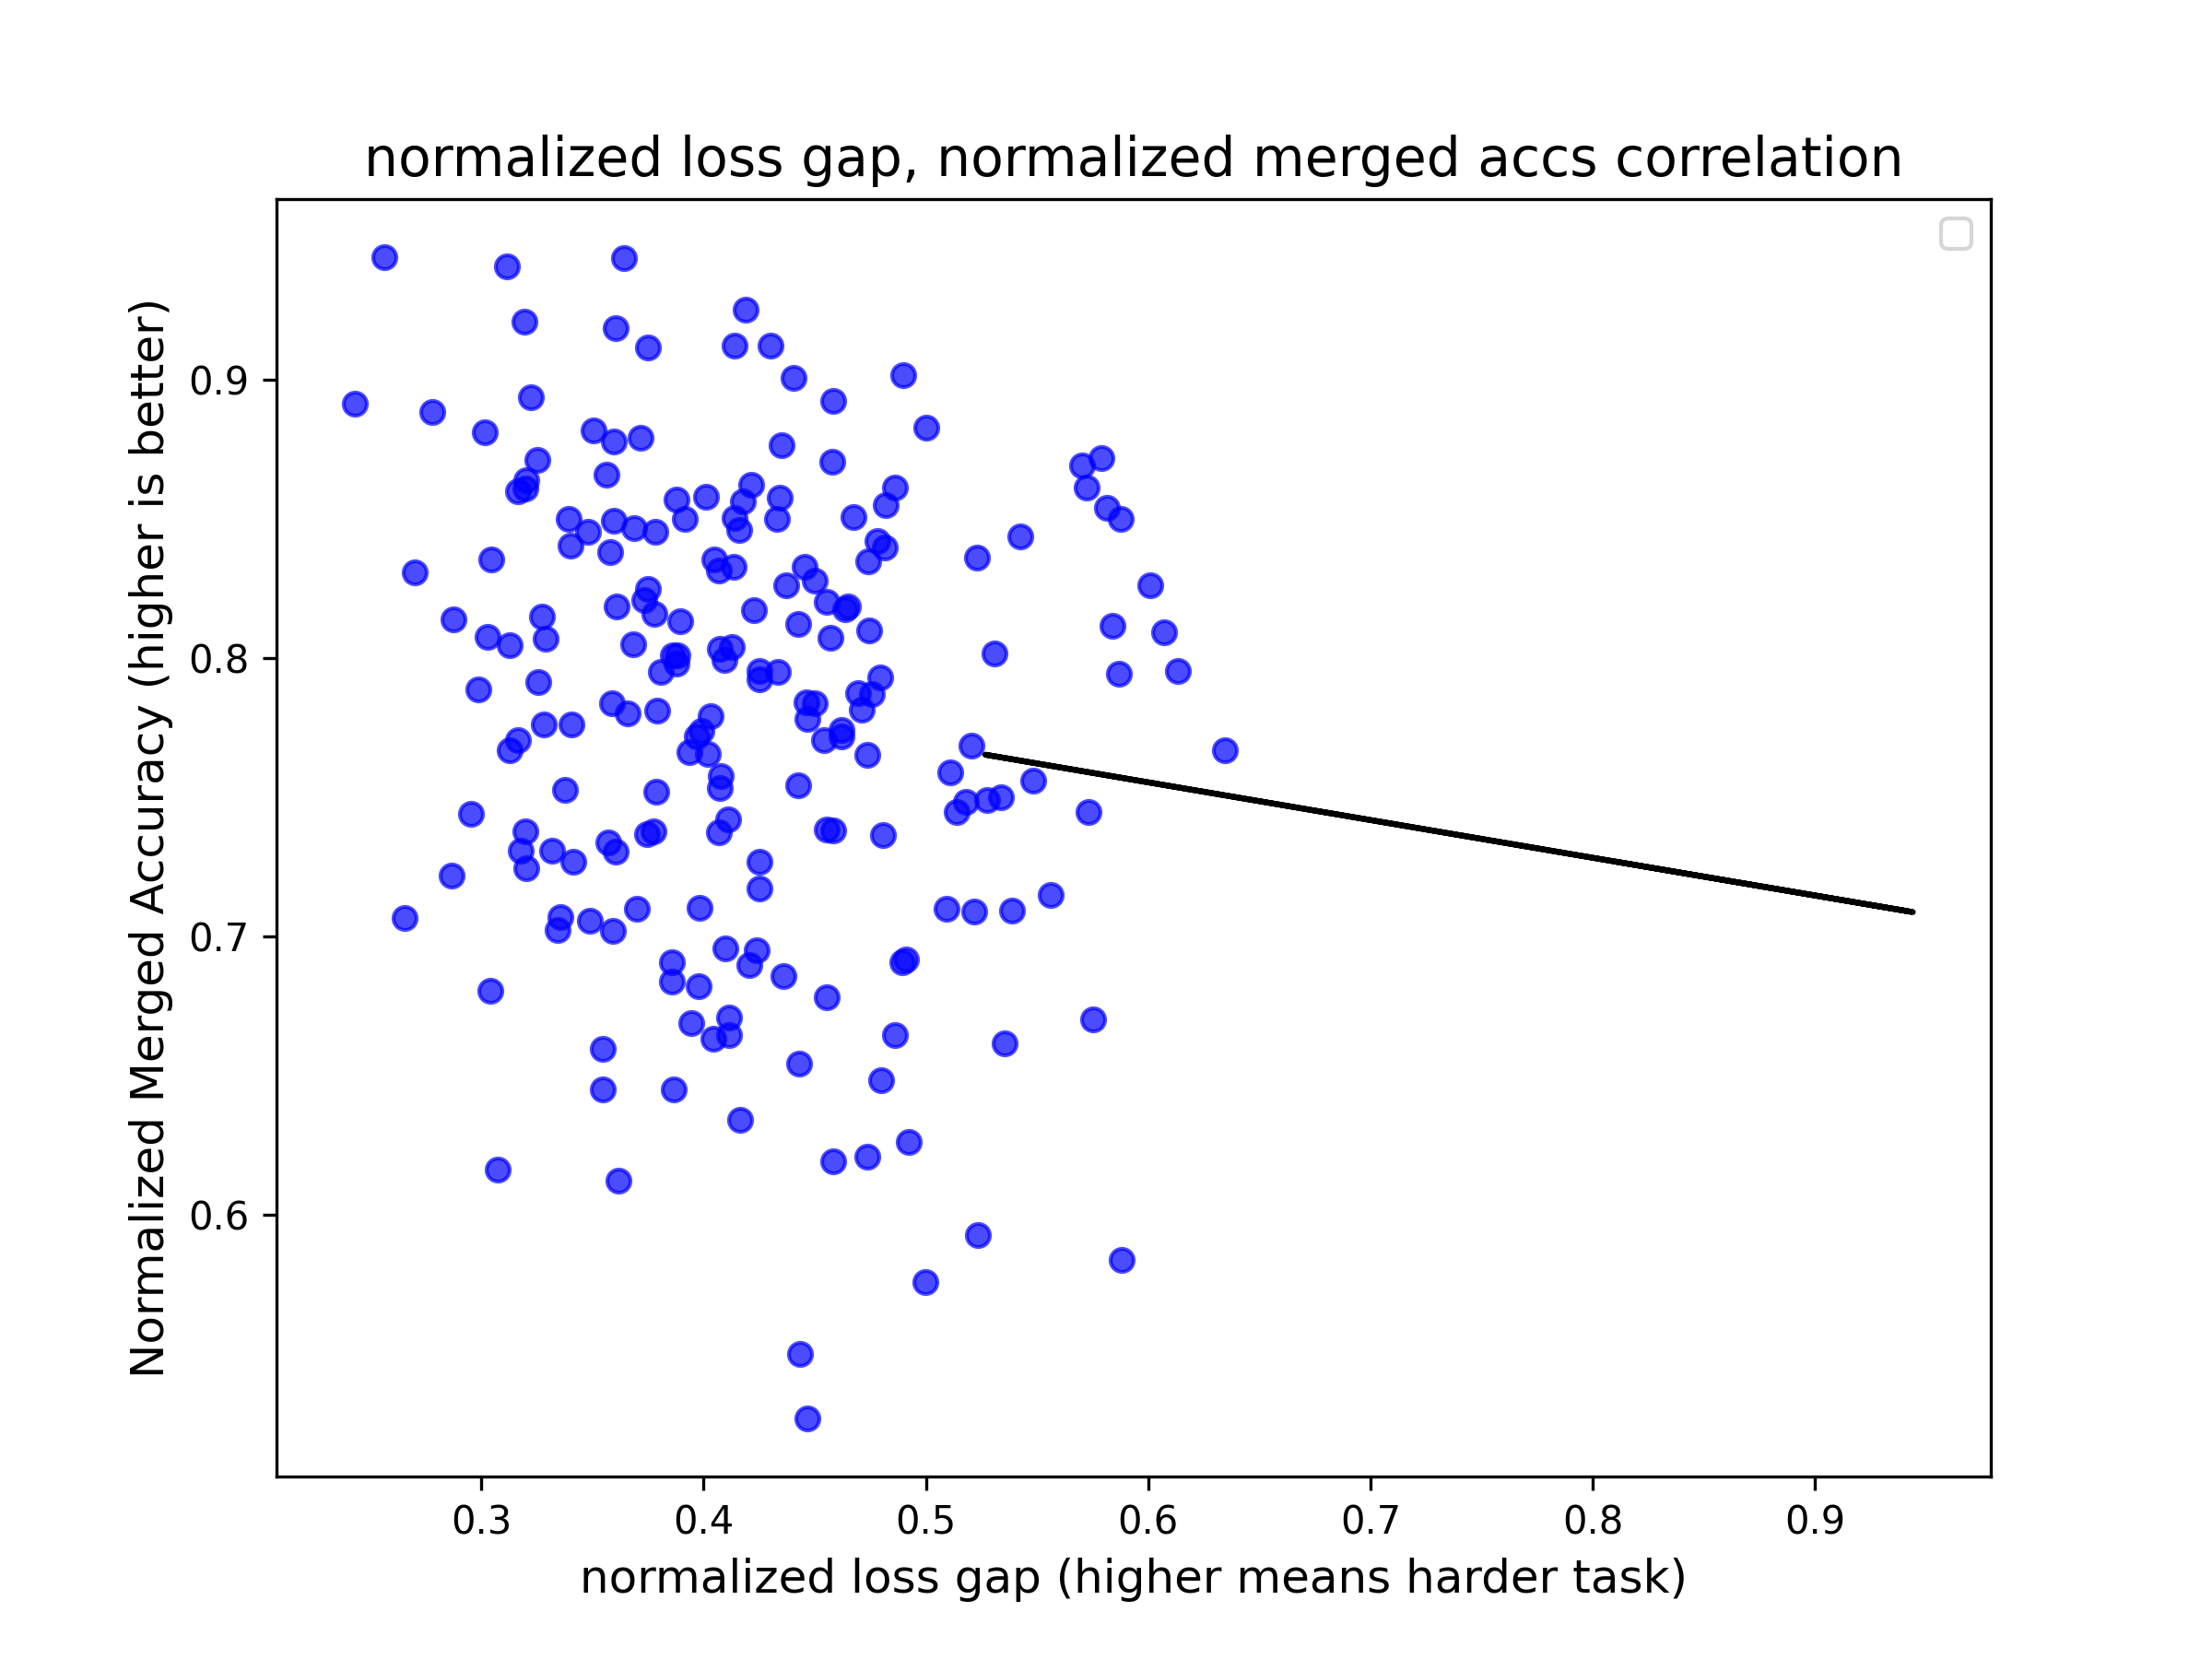 normalized loss gap, normalized merged accs correlation
Normalized Merged Accuracy (higher is better)
0.9
0.8
0.7
0.6
0.3 0.4 0.5 0.6 0.7 0.8 0.9
normalized loss gap (higher means harder task)